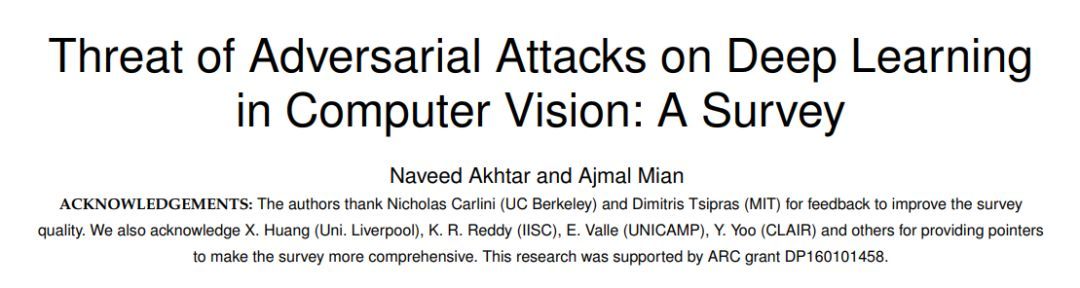 Threat of Adversarial Attacks on Deep Learning
in Computer Vision: A Survey
Naveed Akhtar and Ajmal Mian
ACKNOWLEDGEMENTS: The authors thank Nicholas Carlini (UC Berkeley) and Dimitris Tsipras (MIT) for feedback to improve the survey
quality. We also acknowledge X. Huang (Uni. Liverpool), K. R. Reddy (IISC), E. Valle (UNICAMP), Y. Yoo (CLAIR) and others for providing pointers
to make the survey more comprehensive. This research was supported by ARC grant DP160101458.